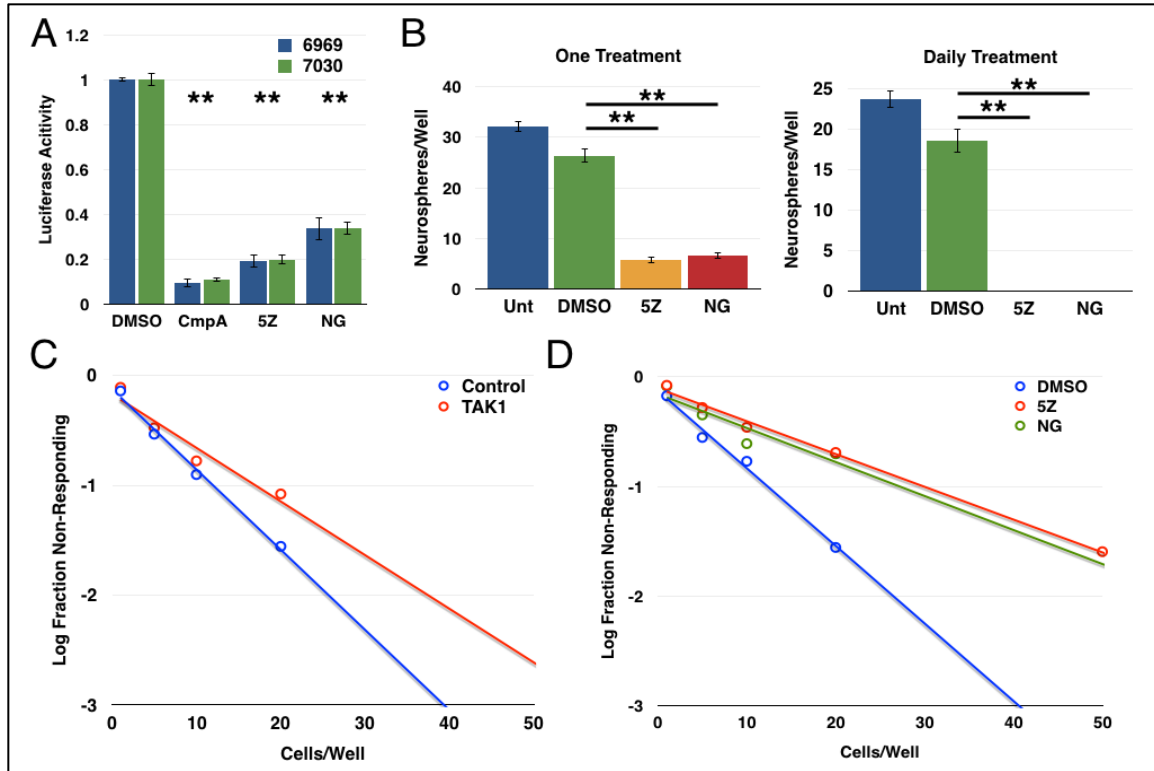 A
1.2
1
0.8
0.6
0.4
0.2
0
Luciferase Acitivity
6969
7030
** ** **
DMSO CmpA 5Z NG
B
One Treatment
40
30
20
10
0
Neurospheres/Well
**
**
Unt DMSO 5Z NG
Daily Treatment
25
20
15
10
5
0
Neurospheres/Well
**
**
Unt DMSO 5Z NG
C
0
-1
-2
-3
Log Fraction Non-Responding
Control
TAK1
0 10 20 30 40 50
Cells/Well
D
0
-1
-2
-3
Log Fraction Non-Responding
DMSO
5Z
NG
0 10 20 30 40 50
Cells/Well